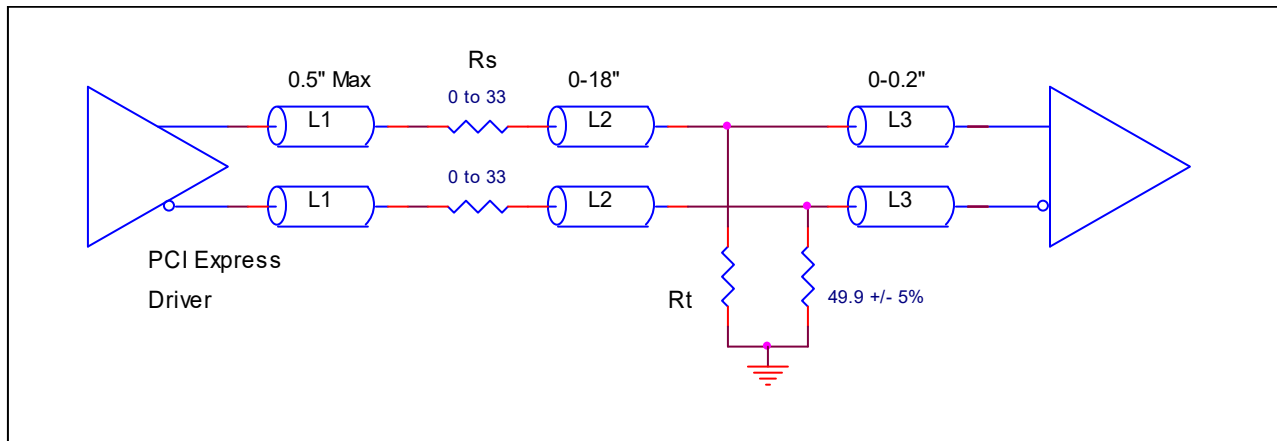 Rs
0.5" Max
0-18"
0-0.2"
0 to 33
L1
L2
L3
0 to 33
L1
L2
L3
PCI Express
Driver
Rt
49.9 +/- 5%